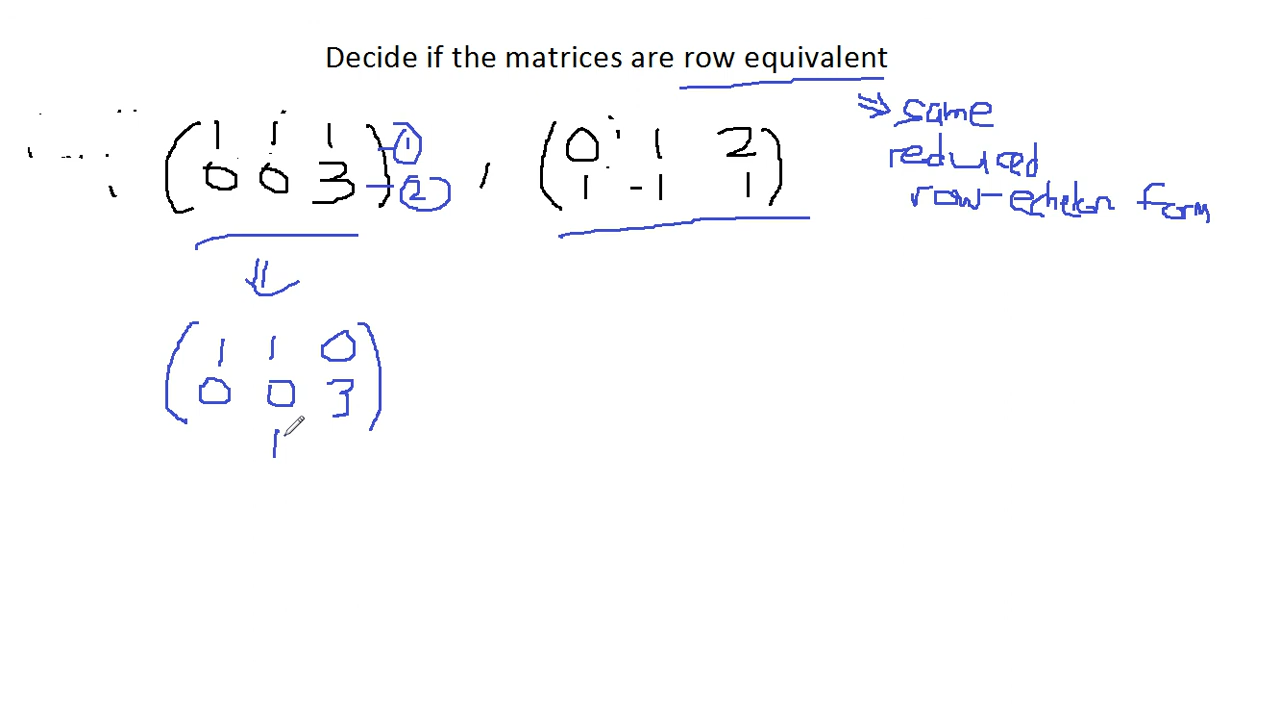 Decide if the matrices are row equivalent
⇒ same
reduced
row-echelon form
( 1 1 1 ) - ①
( 0 0 3 ) - ②
,
( 0 1 2 )
( 1 -1 1 )
⇓
( 1 1 0 )
( 0 0 3 )
1